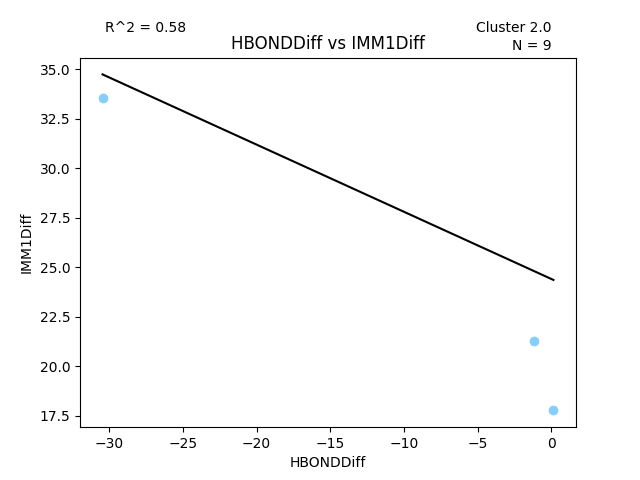 R^2 = 0.58
Cluster 2.0
N = 9
HBONDDiff vs IMM1Diff
35.0
32.5
30.0
27.5
25.0
22.5
20.0
17.5
IMM1Diff
−30
−25
−20
−15
−10
−5
0
HBONDDiff